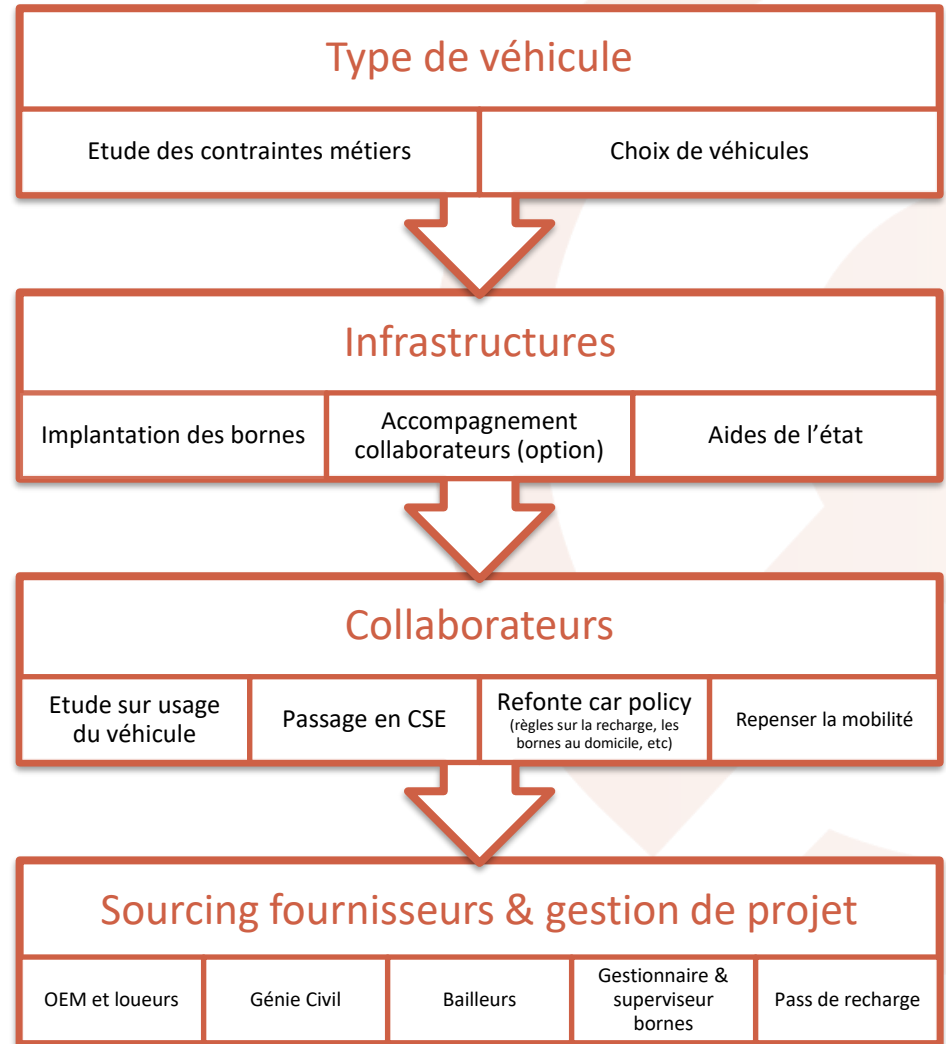 Type de véhicule
Etude des contraintes métiers
Choix de véhicules
Infrastructures
Implantation des bornes
Accompagnement
collaborateurs (option)
Aides de l’état
Collaborateurs
Etude sur usage
du véhicule
Passage en CSE
Refonte car policy
(règles sur la recharge, les
bornes au domicile, etc)
Repenser la mobilité
Sourcing fournisseurs & gestion de projet
OEM et loueurs
Génie Civil
Bailleurs
Gestionnaire &
superviseur
bornes
Pass de recharge